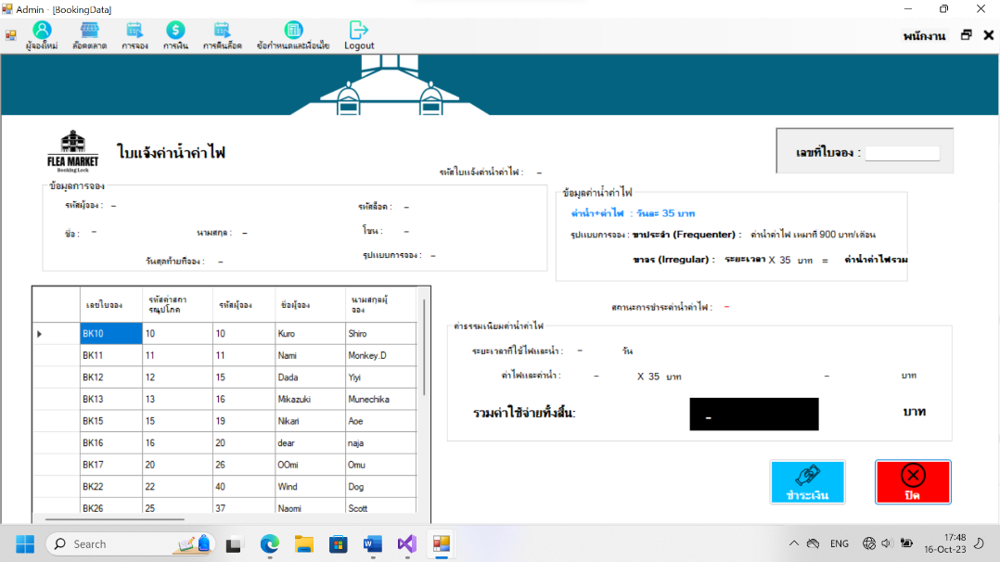 Admin - [BookingData]
ผู้จองใหม่ ล็อคตลาด การจอง การเงิน การคืนล็อค ข้อกำหนดและเงื่อนไข Logout พนักงาน
FLEA MARKET
Booking Lock
ใบแจ้งค่าน้ำค่าไฟ
เลขที่ใบจอง :
รหัสใบแจ้งค่าน้ำค่าไฟ : –
ข้อมูลการจอง
รหัสผู้จอง : –
รหัสล็อค : –
ชื่อ : –
นามสกุล : –
โซน : –
วันสุดท้ายที่จอง : –
รูปแบบการจอง : –
ข้อมูลค่าน้ำค่าไฟ
ค่าน้ำ+ค่าไฟ : วันละ 35 บาท
รูปแบบการจอง : ขาประจำ (Frequenter) : ค่าน้ำค่าไฟ เหมาที่ 900 บาท/เดือน
ขาจร (Irregular) : ระยะเวลา X 35 บาท = ค่าน้ำค่าไฟรวม
เลขใบจอง รหัสค่าสาธารณูปโภค รหัสผู้จอง ชื่อผู้จอง นามสกุลผู้จอง
BK10 10 10 Kuro Shiro
BK11 11 11 Nami Monkey.D
BK12 12 15 Dada Yiyi
BK13 13 16 Mikazuki Munechika
BK15 15 19 Nikari Aoe
BK16 16 20 dear naja
BK17 20 26 OOmi Omu
BK22 22 40 Wind Dog
BK26 25 37 Naomi Scott
สถานะการชำระค่าน้ำค่าไฟ : –
ค่าธรรมเนียมค่าน้ำค่าไฟ
ระยะเวลาที่ใช้ไฟและน้ำ : – วัน
ค่าไฟและค่าน้ำ : – X 35 บาท – บาท
รวมค่าใช้จ่ายทั้งสิ้น: – บาท
ชำระเงิน
ปิด
Search
ENG
17:48
16-Oct-23